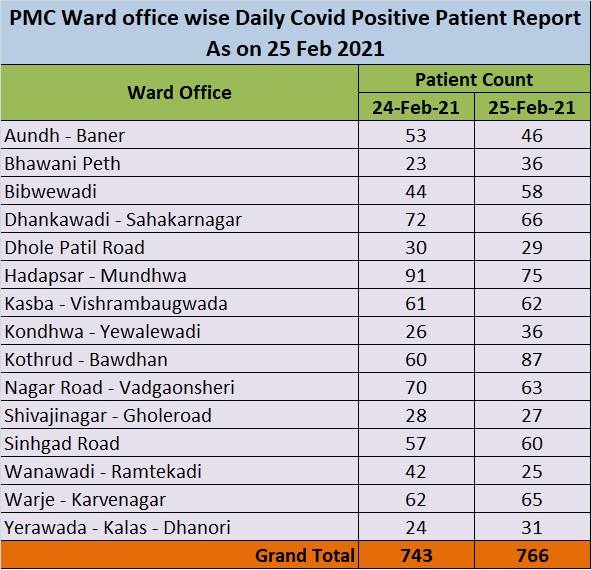 PMC Ward office wise Daily Covid Positive Patient Report
As on 25 Feb 2021
Ward Office Patient Count
24-Feb-21 25-Feb-21
Aundh - Baner 53 46
Bhawani Peth 23 36
Bibwewadi 44 58
Dhankawadi - Sahakarnagar 72 66
Dhole Patil Road 30 29
Hadapsar - Mundhwa 91 75
Kasba - Vishrambaugwada 61 62
Kondhwa - Yewalewadi 26 36
Kothrud - Bawdhan 60 87
Nagar Road - Vadgaonsheri 70 63
Shivajinagar - Gholeroad 28 27
Sinhgad Road 57 60
Wanawadi - Ramtekadi 42 25
Warje - Karvenagar 62 65
Yerawada - Kalas - Dhanori 24 31
Grand Total 743 766